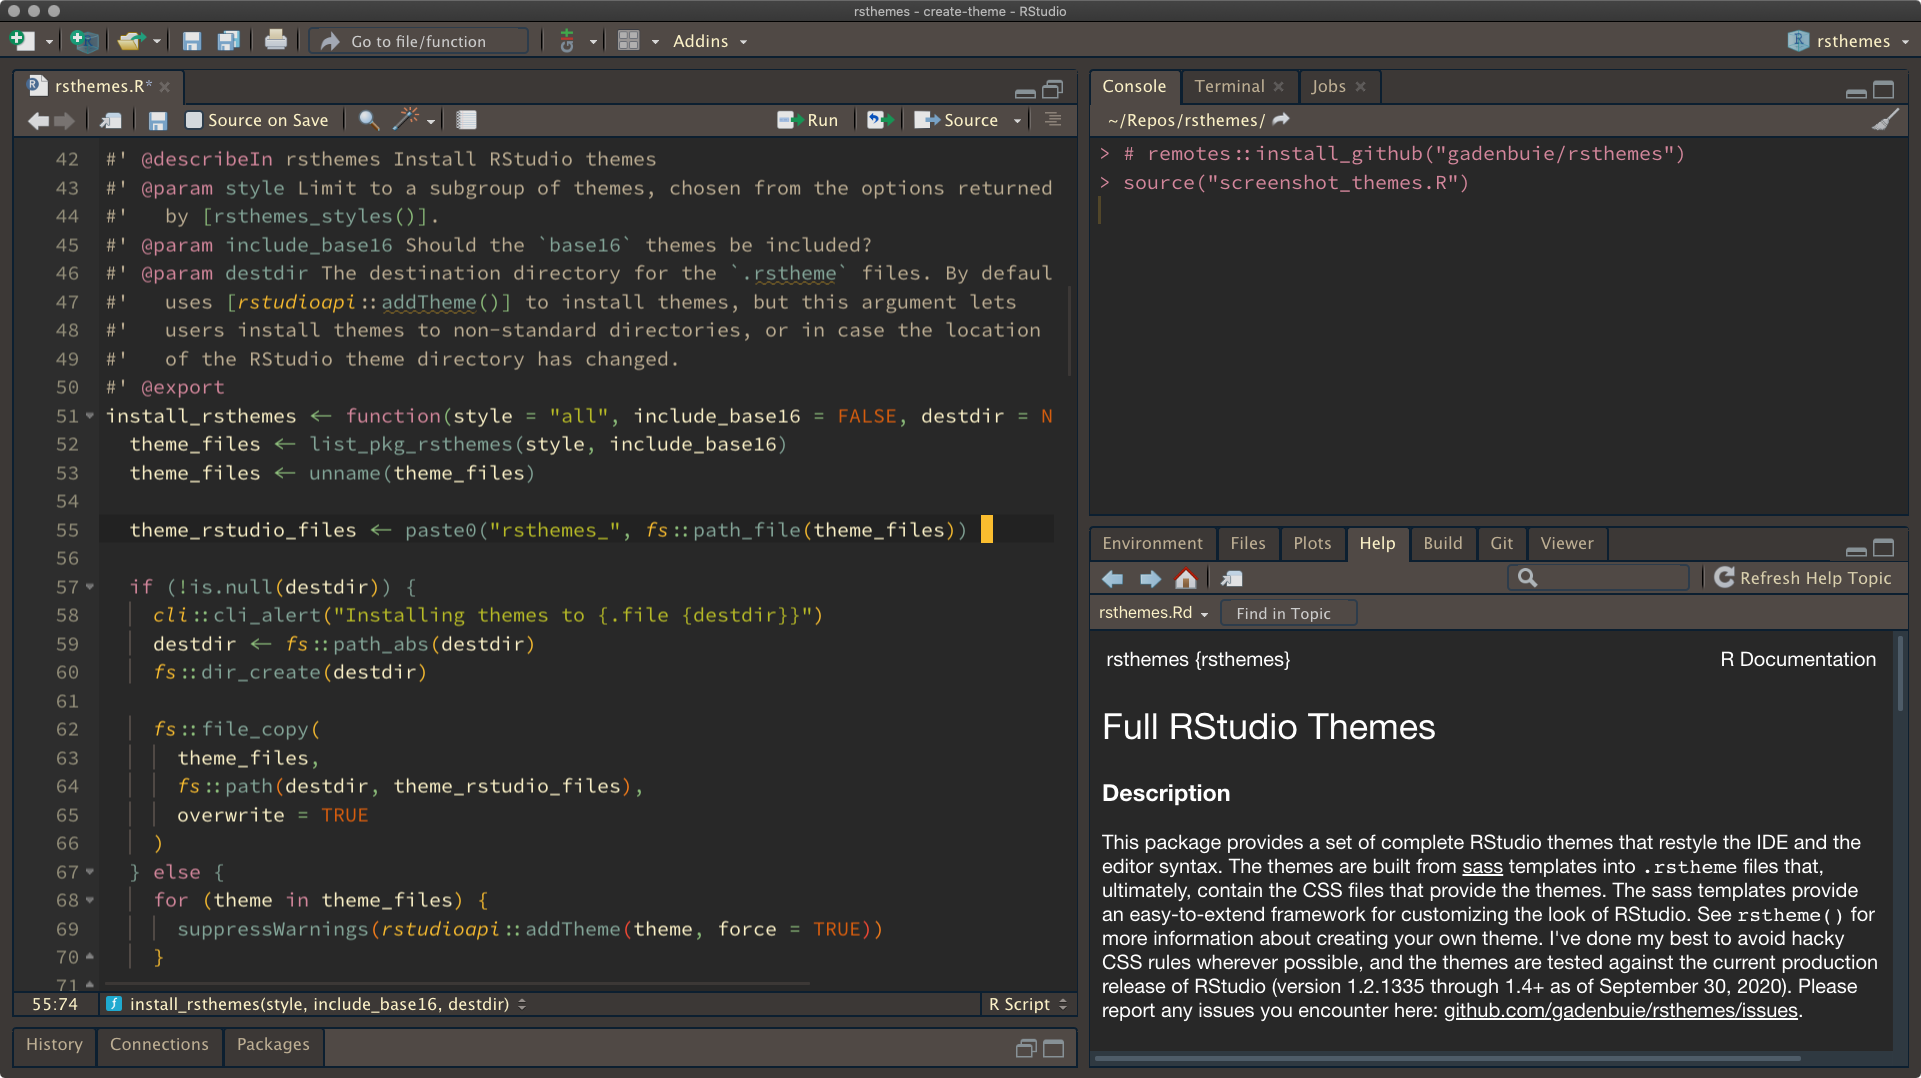 rsthemes - create-theme - RStudio
Go to file/function
Addins
rsthemes
rsthemes.R*
Source on Save
Run
Source
42 #' @describeIn rsthemes Install RStudio themes
43 #' @param style Limit to a subgroup of themes, chosen from the options returned
44 #'   by [rsthemes_styles()].
45 #' @param include_base16 Should the `base16` themes be included?
46 #' @param destdir The destination directory for the `.rstheme` files. By defaul
47 #'   uses [rstudioapi::addTheme()] to install themes, but this argument lets
48 #'   users install themes to non-standard directories, or in case the location
49 #'   of the RStudio theme directory has changed.
50 #' @export
51 install_rsthemes <- function(style = "all", include_base16 = FALSE, destdir = N
52   theme_files <- list_pkg_rsthemes(style, include_base16)
53   theme_files <- unname(theme_files)
54
55   theme_rstudio_files <- paste0("rsthemes_", fs::path_file(theme_files))
56
57   if (!is.null(destdir)) {
58     cli::cli_alert("Installing themes to {.file {destdir}}")
59     destdir <- fs::path_abs(destdir)
60     fs::dir_create(destdir)
61
62     fs::file_copy(
63       theme_files,
64       fs::path(destdir, theme_rstudio_files),
65       overwrite = TRUE
66     )
67   } else {
68     for (theme in theme_files) {
69       suppressWarnings(rstudioapi::addTheme(theme, force = TRUE))
70     }
71
55:74
install_rsthemes(style, include_base16, destdir)
R Script
History
Connections
Packages
Console
Terminal
Jobs
~/Repos/rsthemes/
> # remotes::install_github("gadenbuie/rsthemes")
> source("screenshot_themes.R")
Environment
Files
Plots
Help
Build
Git
Viewer
Refresh Help Topic
rsthemes.Rd
Find in Topic
rsthemes {rsthemes}
R Documentation
Full RStudio Themes
Description
This package provides a set of complete RStudio themes that restyle the IDE and the
editor syntax. The themes are built from sass templates into .rstheme files that,
ultimately, contain the CSS files that provide the themes. The sass templates provide
an easy-to-extend framework for customizing the look of RStudio. See rstheme() for
more information about creating your own theme. I've done my best to avoid hacky
CSS rules wherever possible, and the themes are tested against the current production
release of RStudio (version 1.2.1335 through 1.4+ as of September 30, 2020). Please
report any issues you encounter here: github.com/gadenbuie/rsthemes/issues.